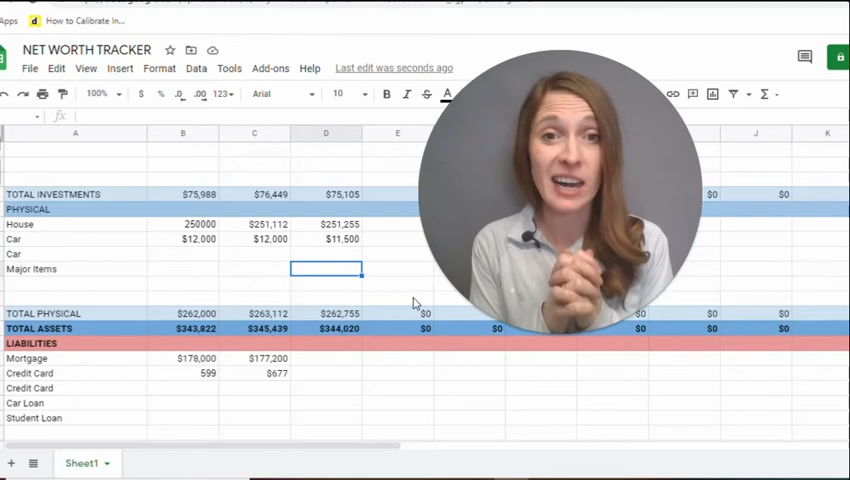 Apps How to Calibrate In...
NET WORTH TRACKER
File Edit View Insert Format Data Tools Add-ons Help Last edit was seconds ago
100% $ % .0 .00 123 Arial 10 B I S A Σ
fx
A B C D E J K
TOTAL INVESTMENTS $75,988 $76,449 $75,105 $0 $0
PHYSICAL
House 250000 $251,112 $251,255
Car $12,000 $12,000 $11,500
Car
Major Items
TOTAL PHYSICAL $262,000 $263,112 $262,755 $0 $0 $0 $0
TOTAL ASSETS $343,822 $345,439 $344,020 $0 $0 $0 $0 $0
LIABILITIES
Mortgage $178,000 $177,200
Credit Card 599 $677
Credit Card
Car Loan
Student Loan
Sheet1